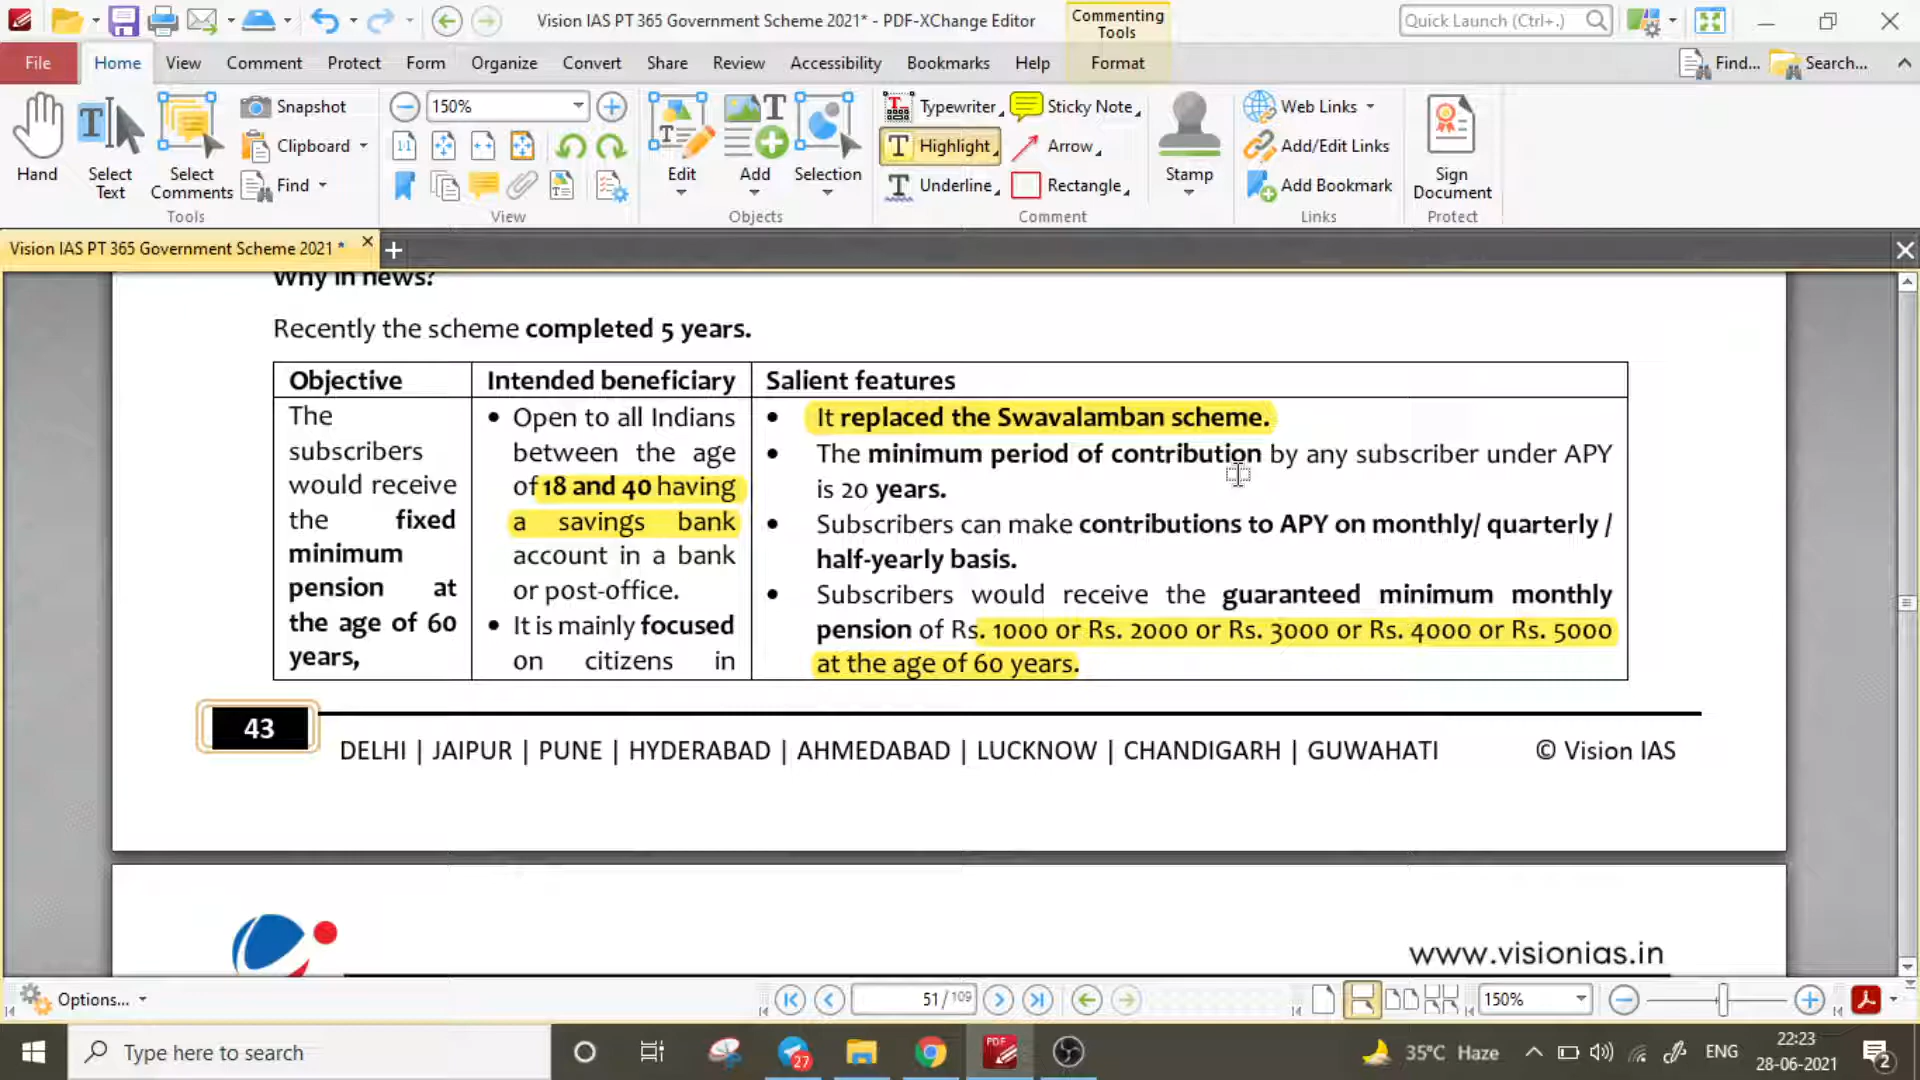 Vision IAS PT 365 Government Scheme 2021* - PDF-XChange Editor
Commenting Tools
Quick Launch (Ctrl+.)
File Home View Comment Protect Form Organize Convert Share Review Accessibility Bookmarks Help Format Find... Search...
Hand
Select Text
Select Comments
Snapshot
Clipboard
Find
Tools
150%
View
Edit
Add
Selection
Objects
Typewriter
Highlight
Underline
Sticky Note
Arrow
Rectangle
Stamp
Comment
Web Links
Add/Edit Links
Add Bookmark
Links
Sign Document
Protect
Vision IAS PT 365 Government Scheme 2021 *
Why in news?
Recently the scheme completed 5 years.
Objective
The
subscribers
would receive
the fixed
minimum
pension at
the age of 60
years,
Intended beneficiary
• Open to all Indians
between the age
of 18 and 40 having
a savings bank
account in a bank
or post-office.
• It is mainly focused
on citizens in
Salient features
• It replaced the Swavalamban scheme.
• The minimum period of contribution by any subscriber under APY
is 20 years.
• Subscribers can make contributions to APY on monthly/ quarterly /
half-yearly basis.
• Subscribers would receive the guaranteed minimum monthly
pension of Rs. 1000 or Rs. 2000 or Rs. 3000 or Rs. 4000 or Rs. 5000
at the age of 60 years.
43
DELHI | JAIPUR | PUNE | HYDERABAD | AHMEDABAD | LUCKNOW | CHANDIGARH | GUWAHATI
© Vision IAS
www.visionias.in
Options...
51 / 109
150%
Type here to search
27
35°C Haze
ENG
22:23
28-06-2021
2